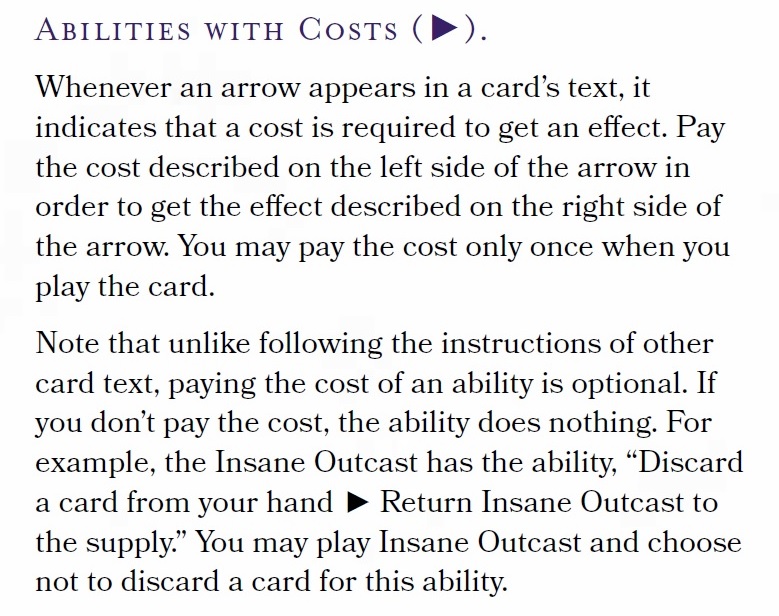 ABILITIES WITH COSTS (▶).
Whenever an arrow appears in a card’s text, it
indicates that a cost is required to get an effect. Pay
the cost described on the left side of the arrow in
order to get the effect described on the right side of
the arrow. You may pay the cost only once when you
play the card.
Note that unlike following the instructions of other
card text, paying the cost of an ability is optional. If
you don’t pay the cost, the ability does nothing. For
example, the Insane Outcast has the ability, “Discard
a card from your hand ▶ Return Insane Outcast to
the supply.” You may play Insane Outcast and choose
not to discard a card for this ability.